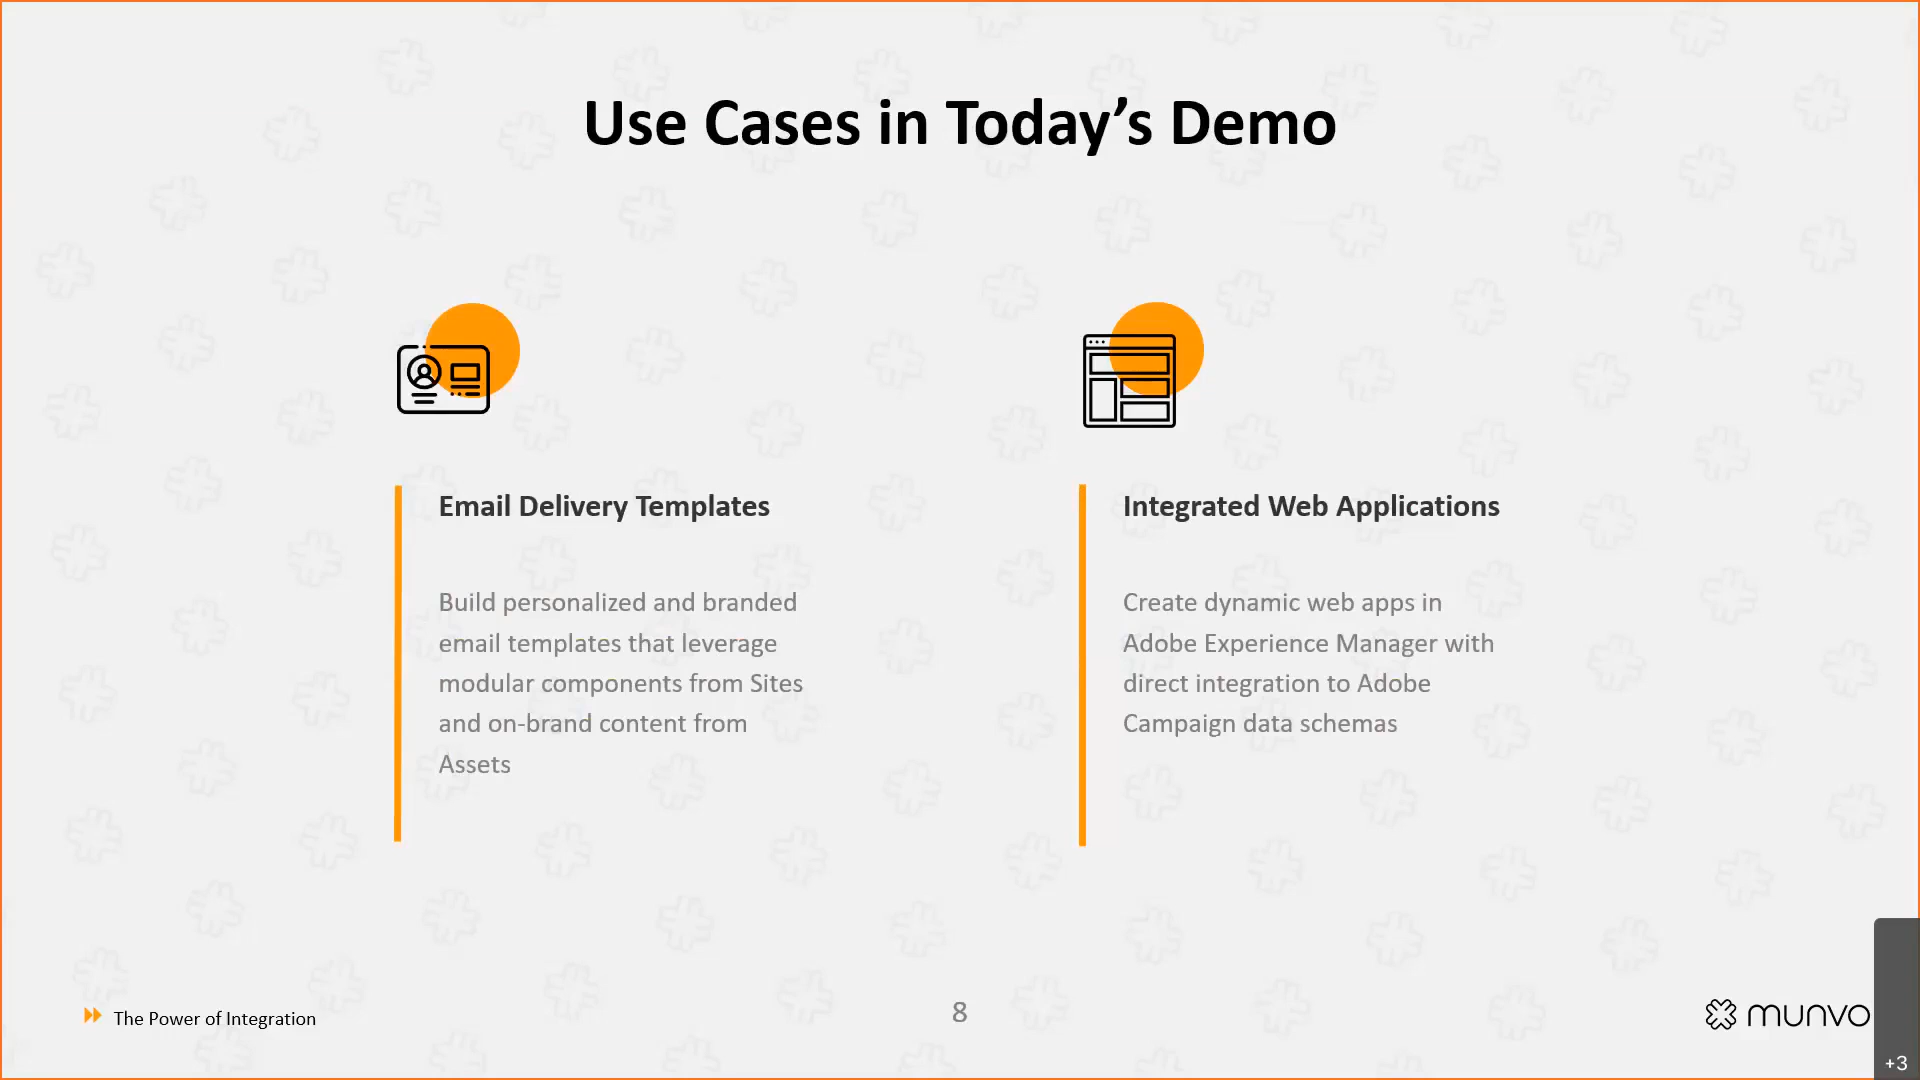 Use Cases in Today’s Demo
Email Delivery Templates
Build personalized and branded
email templates that leverage
modular components from Sites
and on-brand content from
Assets
Integrated Web Applications
Create dynamic web apps in
Adobe Experience Manager with
direct integration to Adobe
Campaign data schemas
The Power of Integration
8
munvo
+3